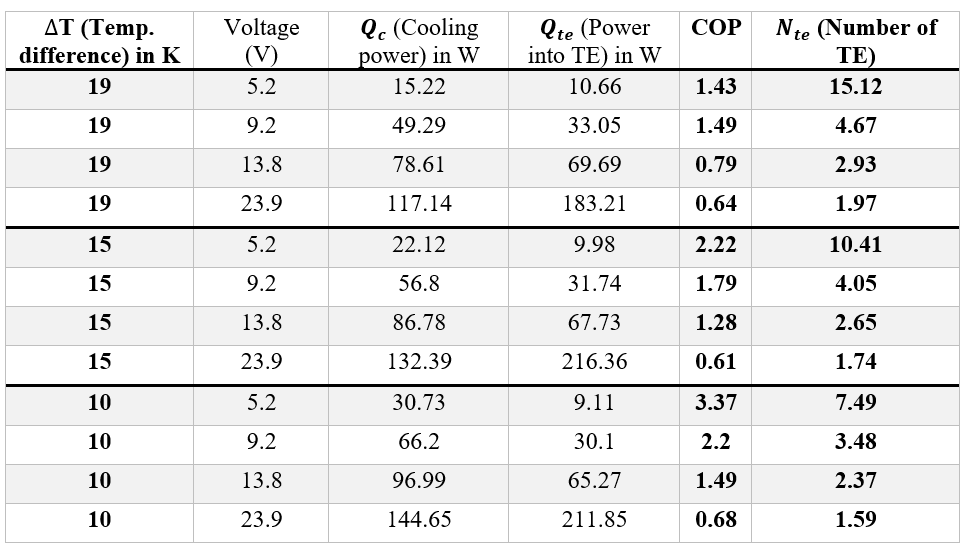 ΔT (Temp. difference) in K | Voltage (V) | Q_c (Cooling power) in W | Q_te (Power into TE) in W | COP | N_te (Number of TE)
19 | 5.2 | 15.22 | 10.66 | 1.43 | 15.12
19 | 9.2 | 49.29 | 33.05 | 1.49 | 4.67
19 | 13.8 | 78.61 | 69.69 | 0.79 | 2.93
19 | 23.9 | 117.14 | 183.21 | 0.64 | 1.97
15 | 5.2 | 22.12 | 9.98 | 2.22 | 10.41
15 | 9.2 | 56.8 | 31.74 | 1.79 | 4.05
15 | 13.8 | 86.78 | 67.73 | 1.28 | 2.65
15 | 23.9 | 132.39 | 216.36 | 0.61 | 1.74
10 | 5.2 | 30.73 | 9.11 | 3.37 | 7.49
10 | 9.2 | 66.2 | 30.1 | 2.2 | 3.48
10 | 13.8 | 96.99 | 65.27 | 1.49 | 2.37
10 | 23.9 | 144.65 | 211.85 | 0.68 | 1.59